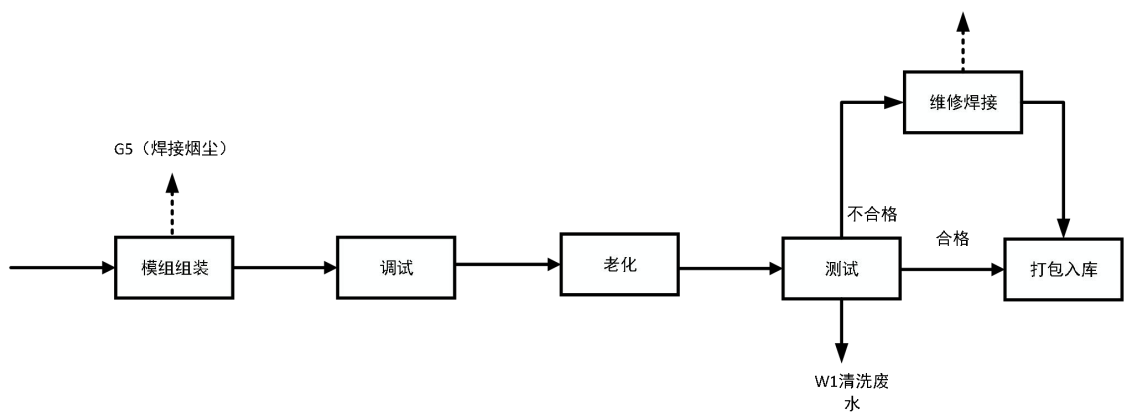 维修焊接
G5（焊接烟尘）
不合格
合格
模组组装
调试
老化
测试
打包入库
W1清洗废
水